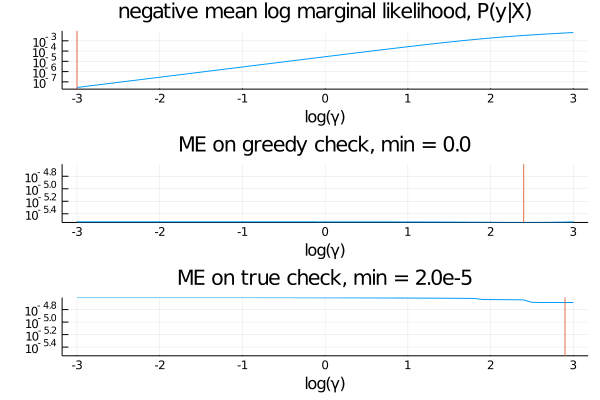 negative mean log marginal likelihood, P(y|X)
10⁻³
10⁻⁴
10⁻⁵
10⁻⁶
10⁻⁷
-3 -2 -1 0 1 2 3
log(γ)
ME on greedy check, min = 0.0
10⁻⁴·⁸
10⁻⁵·⁰
10⁻⁵·²
10⁻⁵·⁴
-3 -2 -1 0 1 2 3
log(γ)
ME on true check, min = 2.0e-5
10⁻⁴·⁸
10⁻⁵·⁰
10⁻⁵·²
10⁻⁵·⁴
-3 -2 -1 0 1 2 3
log(γ)